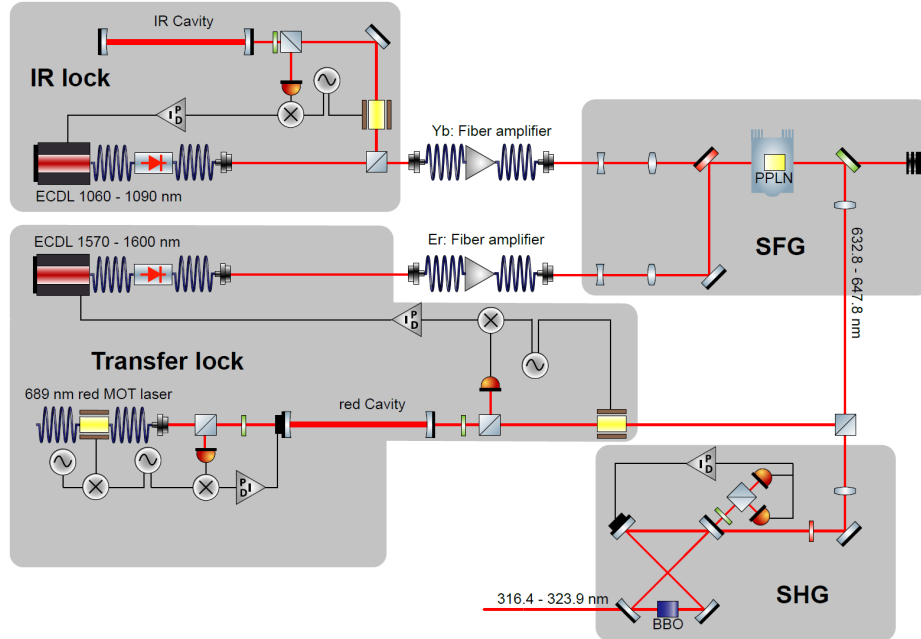 IR Cavity
IR lock
P
I
D
ECDL 1060 - 1090 nm
Yb: Fiber amplifier
PPLN
SFG
ECDL 1570 - 1600 nm
Er: Fiber amplifier
632.8 - 647.8 nm
P
I
D
Transfer lock
689 nm red MOT laser
red Cavity
P
I
D
P
I
D
316.4 - 323.9 nm
BBO
SHG